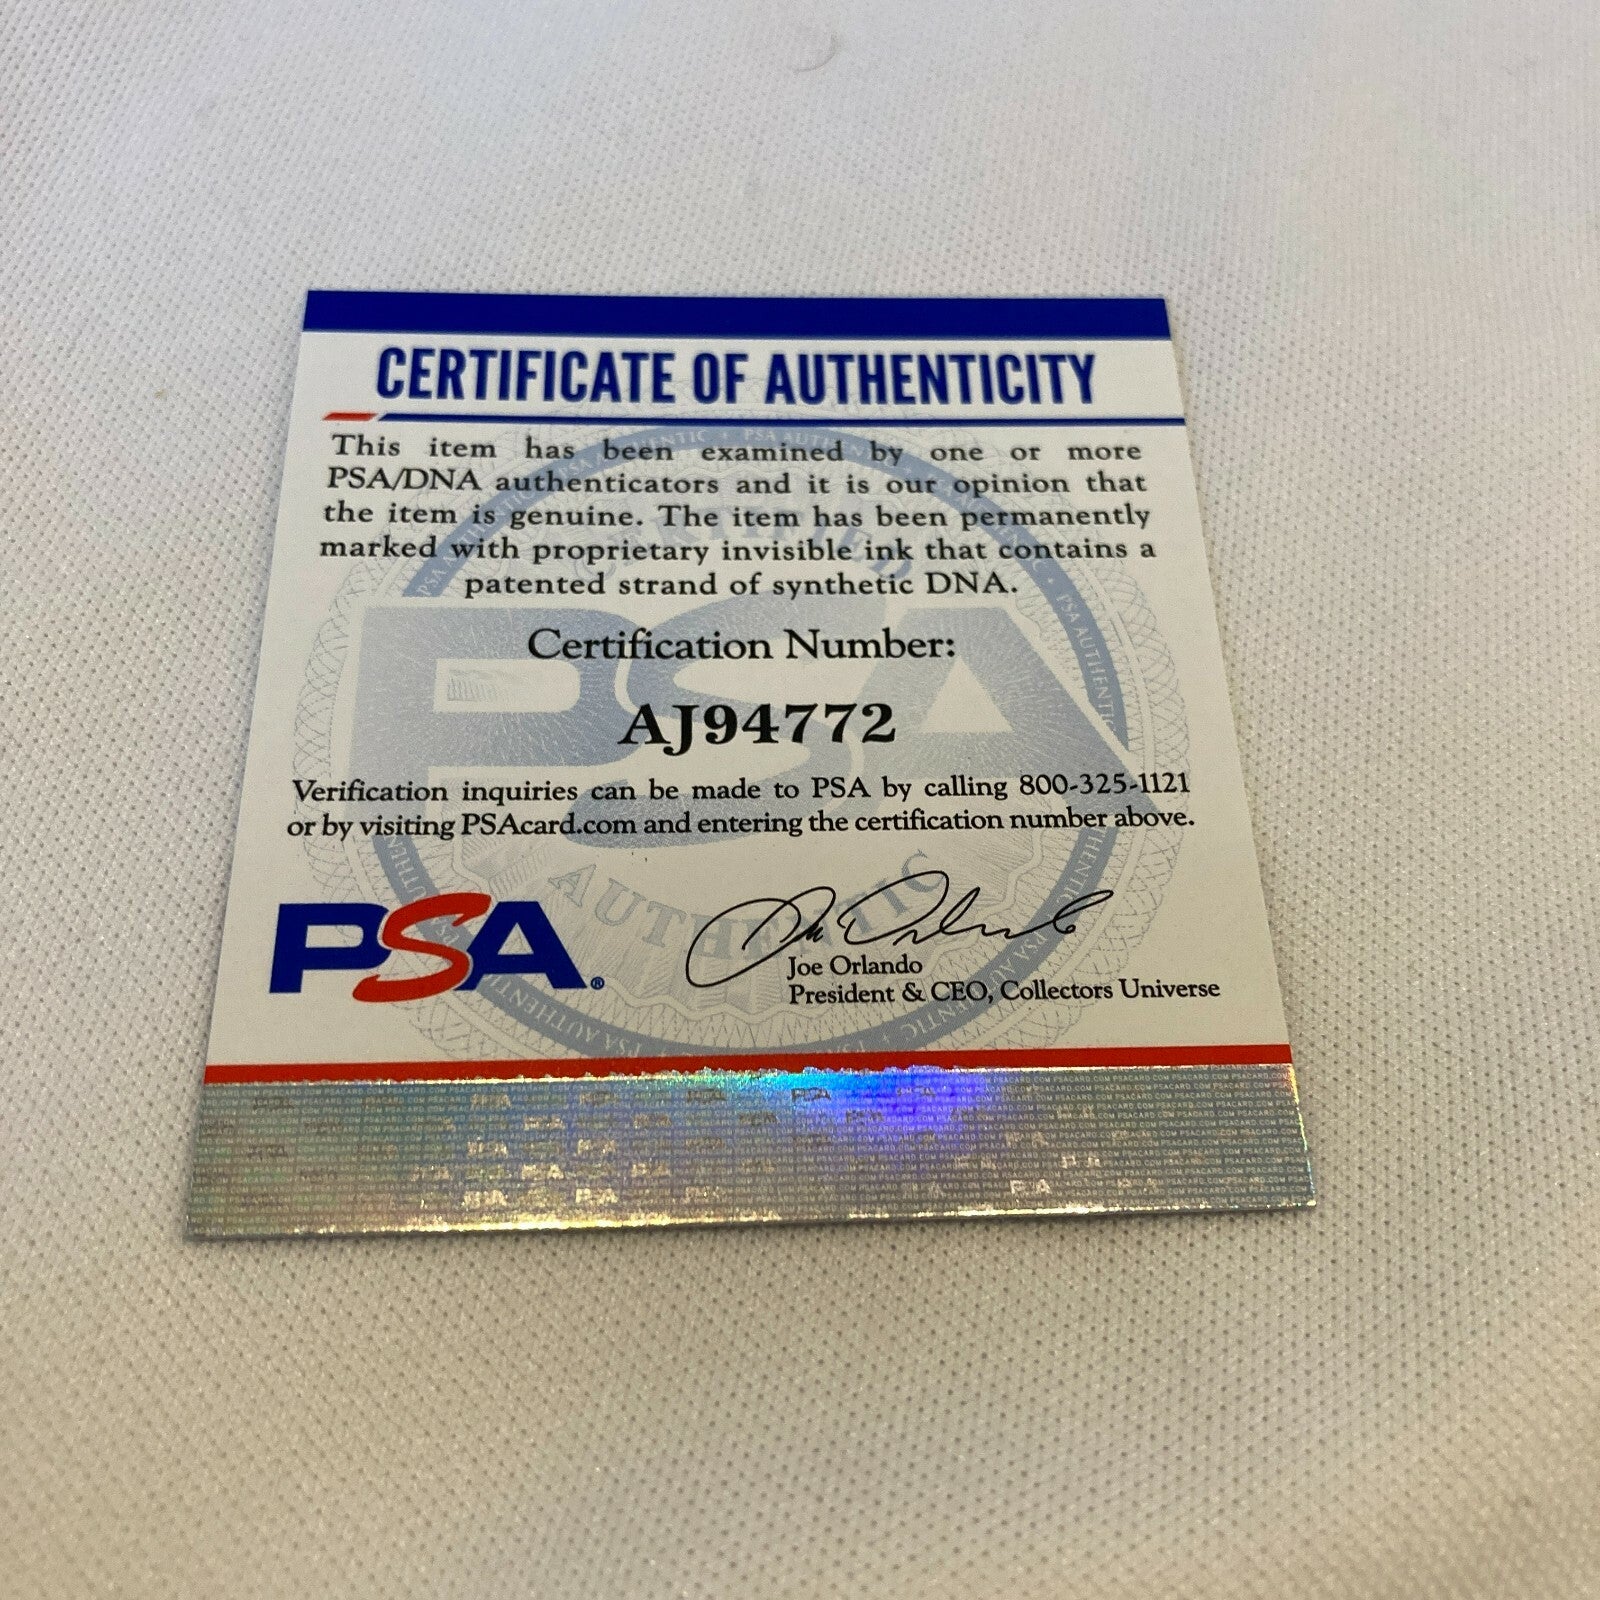 CERTIFICATE OF AUTHENTICITY
This item has been examined by one or more
PSA/DNA authenticators and it is our opinion that
the item is genuine. The item has been permanently
marked with proprietary invisible ink that contains a
patented strand of synthetic DNA.
Certification Number:
AJ94772
Verification inquiries can be made to PSA by calling 800-325-1121
or by visiting PSAcard.com and entering the certification number above.
PSA®
Joe Orlando
President & CEO, Collectors Universe